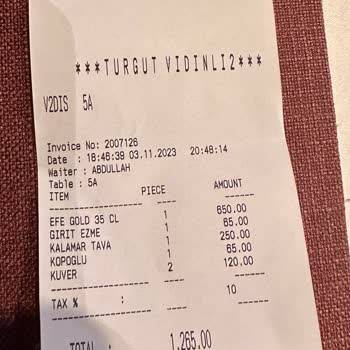 ***TURGUT VIDINLI2***
V2DIS 5A
Invoice No: 2007126
Date : 18:46:39 03.11.2023 20:48:14
Waiter : ABDULLAH
Table : 5A
ITEM PIECE AMOUNT
-------------------- ---- ------
EFE GOLD 35 CL 1 650.00
GIRIT EZME 1 65.00
KALAMAR TAVA 1 250.00
KOPOGLU 1 65.00
KUVER 2 120.00
-------------------- ---- ------
TAX % : 10
-------------------- ---- ------
TOTAL : 1,265.00